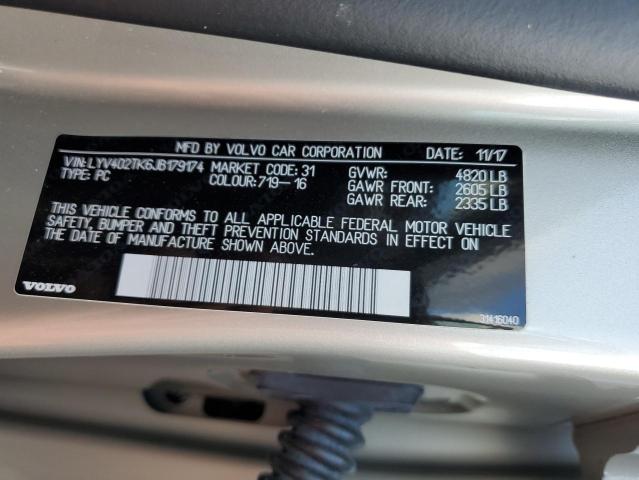 MFD BY VOLVO CAR CORPORATION DATE: 11/17
VIN: LYV402TK6JB179174 MARKET CODE: 31 GVWR: 4820 LB
TYPE: PC COLOUR: 719-16 GAWR FRONT: 2605 LB
GAWR REAR: 2335 LB
THIS VEHICLE CONFORMS TO ALL APPLICABLE FEDERAL MOTOR VEHICLE
SAFETY, BUMPER AND THEFT PREVENTION STANDARDS IN EFFECT ON
THE DATE OF MANUFACTURE SHOWN ABOVE.
VOLVO 31416040